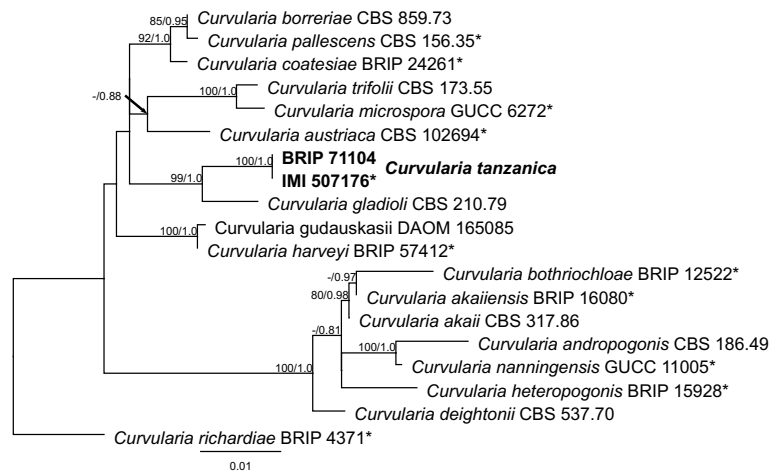 85/0.95
Curvularia borreriae CBS 859.73
92/1.0
Curvularia pallescens CBS 156.35*
Curvularia coatesiae BRIP 24261*
-/0.88
100/1.0
Curvularia trifolii CBS 173.55
Curvularia microspora GUCC 6272*
Curvularia austriaca CBS 102694*
100/1.0
BRIP 71104
IMI 507176*
Curvularia tanzanica
99/1.0
Curvularia gladioli CBS 210.79
100/1.0
Curvularia gudauskasii DAOM 165085
Curvularia harveyi BRIP 57412*
-/0.97
Curvularia bothriochloae BRIP 12522*
80/0.98
Curvularia akaiiensis BRIP 16080*
Curvularia akaii CBS 317.86
-/0.81
100/1.0
Curvularia andropogonis CBS 186.49
Curvularia nanningensis GUCC 11005*
100/1.0
Curvularia heteropogonis BRIP 15928*
Curvularia deightonii CBS 537.70
Curvularia richardiae BRIP 4371*
0.01